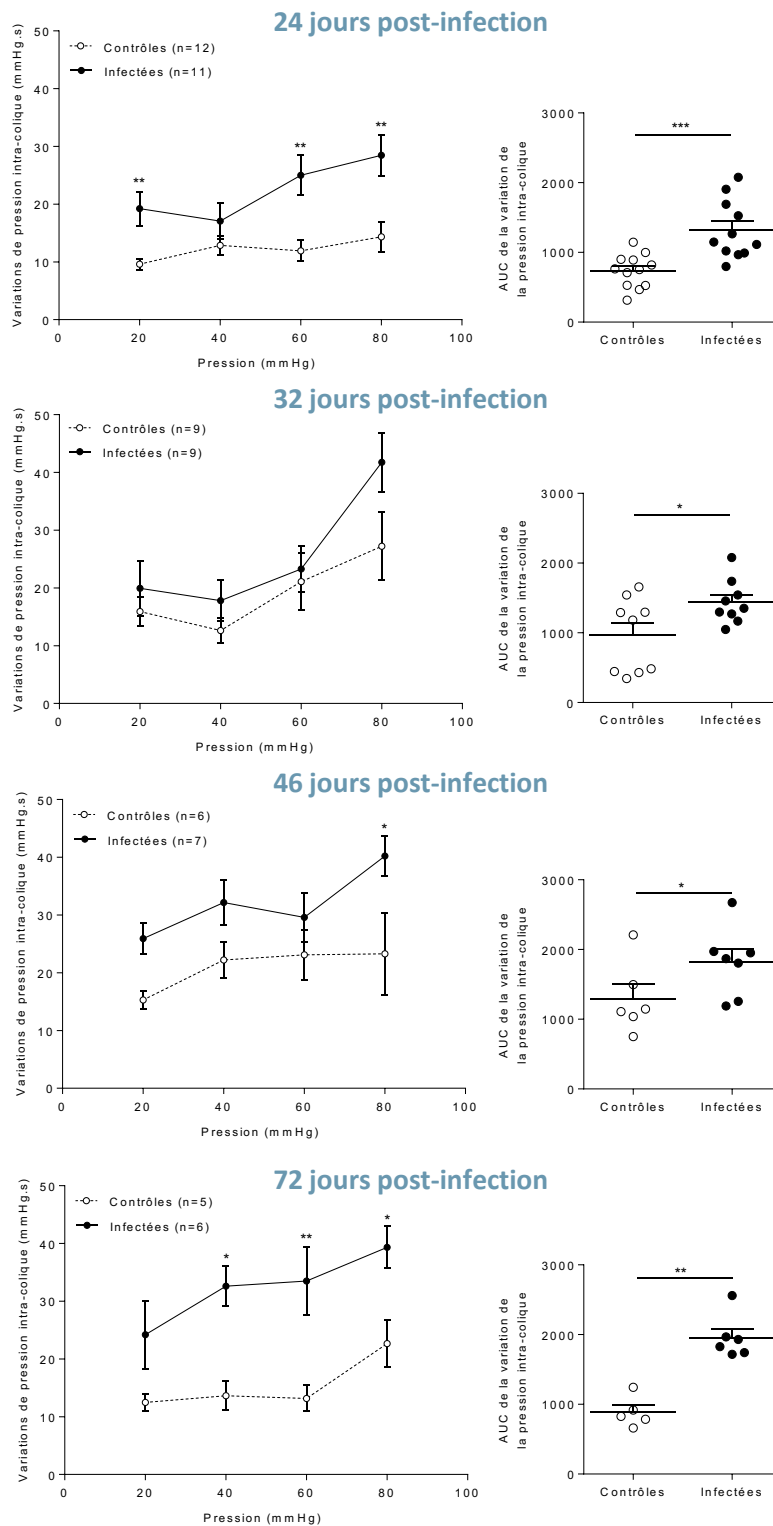 24 jours post-infection
Variations de pression intra-colique (mmHg.s)
50
40
30
20
10
0
Contrôles (n=12)
Infectées (n=11)
**
**
**
0
20
40
60
80
100
Pression (mmHg)
AUC de la variation de
la pression intra-colique
3000
2000
1000
0
***
Contrôles
Infectées
32 jours post-infection
Variations de pression intra-colique (mmHg.s)
50
40
30
20
10
0
Contrôles (n=9)
Infectées (n=9)
0
20
40
60
80
100
Pression (mmHg)
AUC de la variation de
la pression intra-colique
3000
2000
1000
0
*
Contrôles
Infectées
46 jours post-infection
Variations de pression intra-colique (mmHg.s)
50
40
30
20
10
0
Contrôles (n=6)
Infectées (n=7)
*
0
20
40
60
80
100
Pression (mmHg)
AUC de la variation de
la pression intra-colique
3000
2000
1000
0
*
Contrôles
Infectées
72 jours post-infection
Variations de pression intra-colique (mmHg.s)
50
40
30
20
10
0
Contrôles (n=5)
Infectées (n=6)
*
**
*
0
20
40
60
80
100
Pression (mmHg)
AUC de la variation de
la pression intra-colique
3000
2000
1000
0
**
Contrôles
Infectées